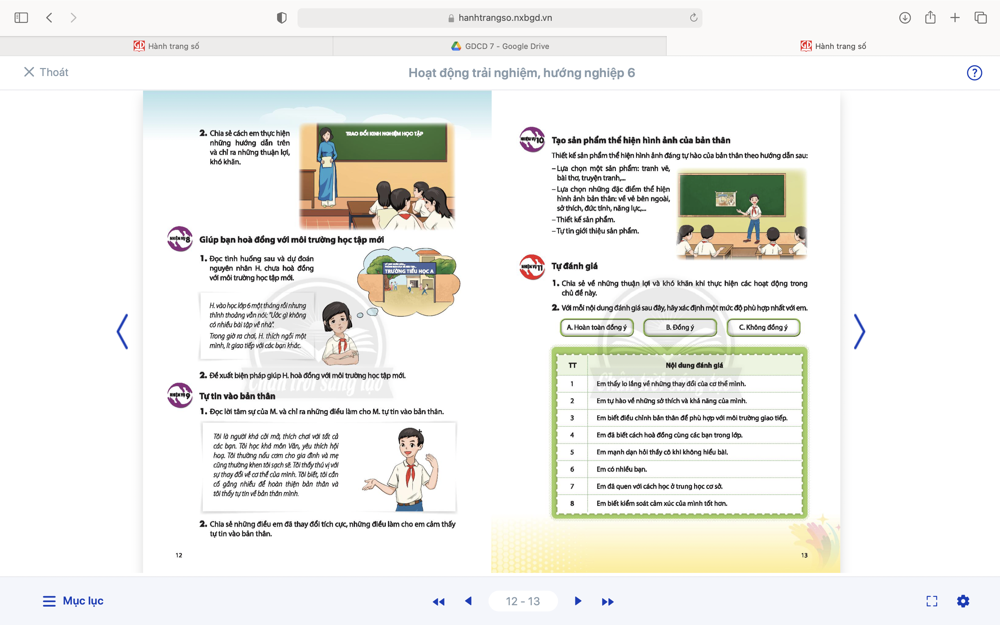 hanhtrangso.nxbgd.vn
Hành trang số
GDCD 7 - Google Drive
Hành trang số
Thoát
Hoạt động trải nghiệm, hướng nghiệp 6
?
2. Chia sẻ cách em thực hiện
những hướng dẫn trên
và chỉ ra những thuận lợi,
khó khăn.
TRAO ĐỔI KINH NGHIỆM HỌC TẬP
NHIỆM VỤ 8
Giúp bạn hoà đồng với môi trường học tập mới
1. Đọc tình huống sau và dự đoán
nguyên nhân H. chưa hoà đồng
với môi trường học tập mới.
TRƯỜNG TIỂU HỌC A
H. vào học lớp 6 một tháng rồi nhưng
thỉnh thoảng vẫn nói: "Ước gì không
có nhiều bài tập về nhà".
Trong giờ ra chơi, H. thích ngồi một
mình, ít giao tiếp với các bạn khác.
2. Đề xuất biện pháp giúp H. hoà đồng với môi trường học tập mới.
Chân trời sáng tạo
NHIỆM VỤ 9
Tự tin vào bản thân
1. Đọc lời tâm sự của M. và chỉ ra những điều làm cho M. tự tin vào bản thân.
Tôi là người khá cởi mở, thích chơi với tất cả
các bạn. Tôi học khá môn Văn, yêu thích hội
hoạ. Tôi thường nấu cơm cho gia đình và mẹ
cũng thường khen tôi sạch sẽ. Tôi thấy thú vị với
sự thay đổi về cơ thể của mình. Tôi biết, tôi cần
cố gắng nhiều để hoàn thiện bản thân và
tôi thấy tự tin về bản thân mình.
2. Chia sẻ những điều em đã thay đổi tích cực, những điều làm cho em cảm thấy
tự tin vào bản thân.
12
NHIỆM VỤ 10
Tạo sản phẩm thể hiện hình ảnh của bản thân
Thiết kế sản phẩm thể hiện hình ảnh đáng tự hào của bản thân theo hướng dẫn sau:
– Lựa chọn một sản phẩm: tranh vẽ,
bài thơ, truyện tranh,...
– Lựa chọn những đặc điểm thể hiện
hình ảnh bản thân: về vẻ bên ngoài,
sở thích, đức tính, năng lực,...
– Thiết kế sản phẩm.
– Tự tin giới thiệu sản phẩm.
NHIỆM VỤ 11
Tự đánh giá
1. Chia sẻ về những thuận lợi và khó khăn khi thực hiện các hoạt động trong
chủ đề này.
2. Với mỗi nội dung đánh giá sau đây, hãy xác định một mức độ phù hợp nhất với em.
A. Hoàn toàn đồng ý
B. Đồng ý
C. Không đồng ý
TT Nội dung đánh giá
1 Em thấy lo lắng về những thay đổi của cơ thể mình.
2 Em tự hào về những sở thích và khả năng của mình.
3 Em biết điều chỉnh bản thân để phù hợp với môi trường giao tiếp.
4 Em đã biết cách hoà đồng cùng các bạn trong lớp.
5 Em mạnh dạn hỏi thầy cô khi không hiểu bài.
6 Em có nhiều bạn.
7 Em đã quen với cách học ở trung học cơ sở.
8 Em biết kiểm soát cảm xúc của mình tốt hơn.
Chân trời sáng tạo
13
Mục lục
12 - 13